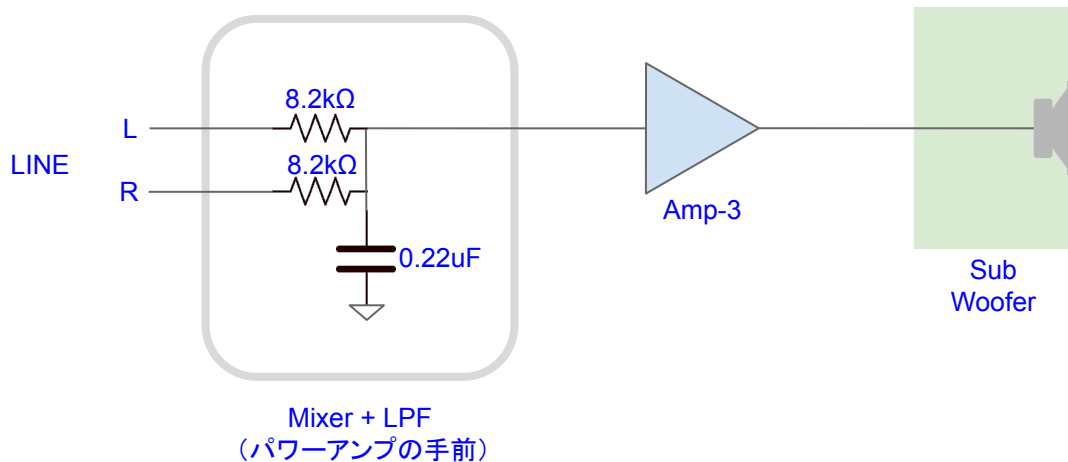 8.2kΩ
L
LINE
8.2kΩ
R
0.22uF
Amp-3
Sub
Woofer
Mixer + LPF
（パワーアンプの手前）